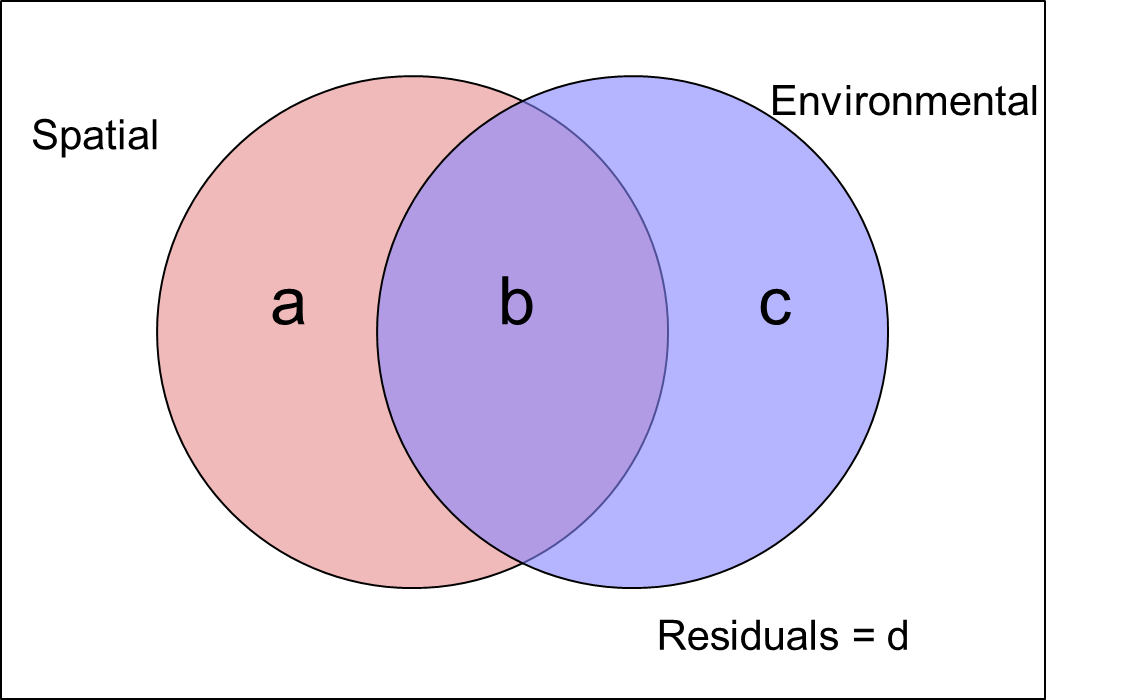 Environmental
Spatial
a
b
c
Residuals = d